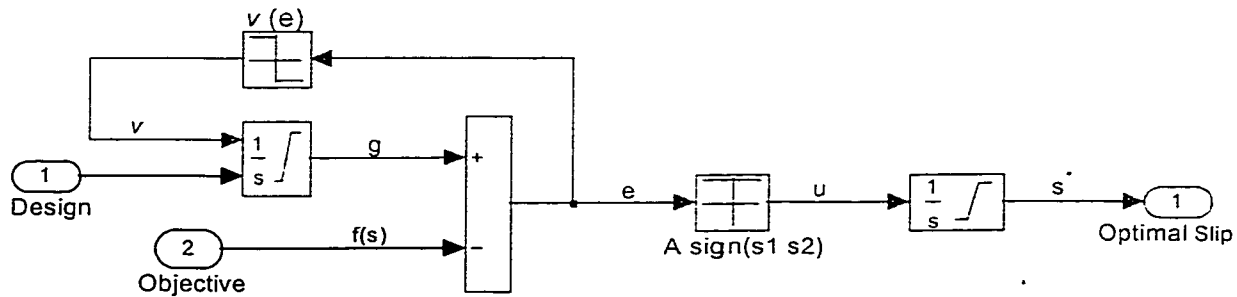 v (e)
v
1
s
g
+
1
Design
e
u
1
s
s*
1
A sign(s1 s2)
Optimal Slip
2
f(s)
−
Objective